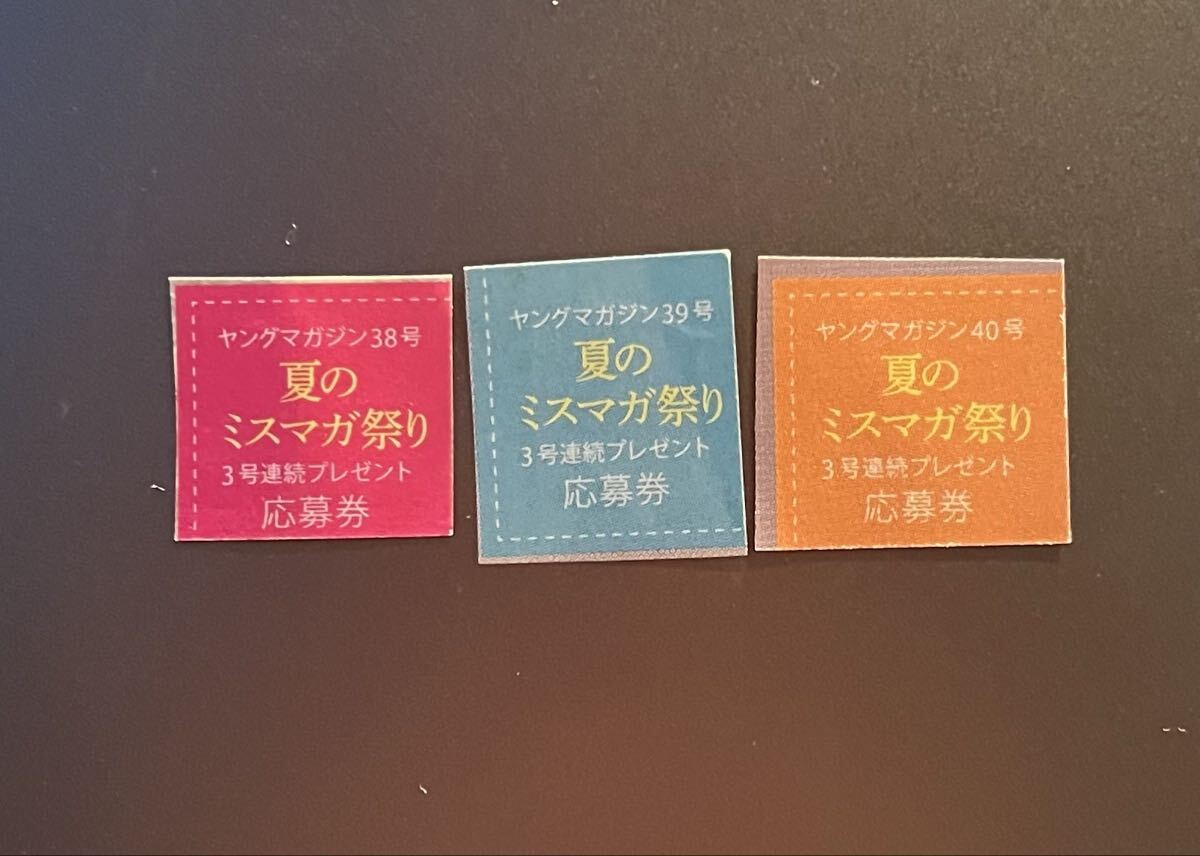 ヤングマガジン38号
夏の
ミスマガ祭り
3号連続プレゼント
応募券
ヤングマガジン39号
夏の
ミスマガ祭り
3号連続プレゼント
応募券
ヤングマガジン40号
夏の
ミスマガ祭り
3号連続プレゼント
応募券